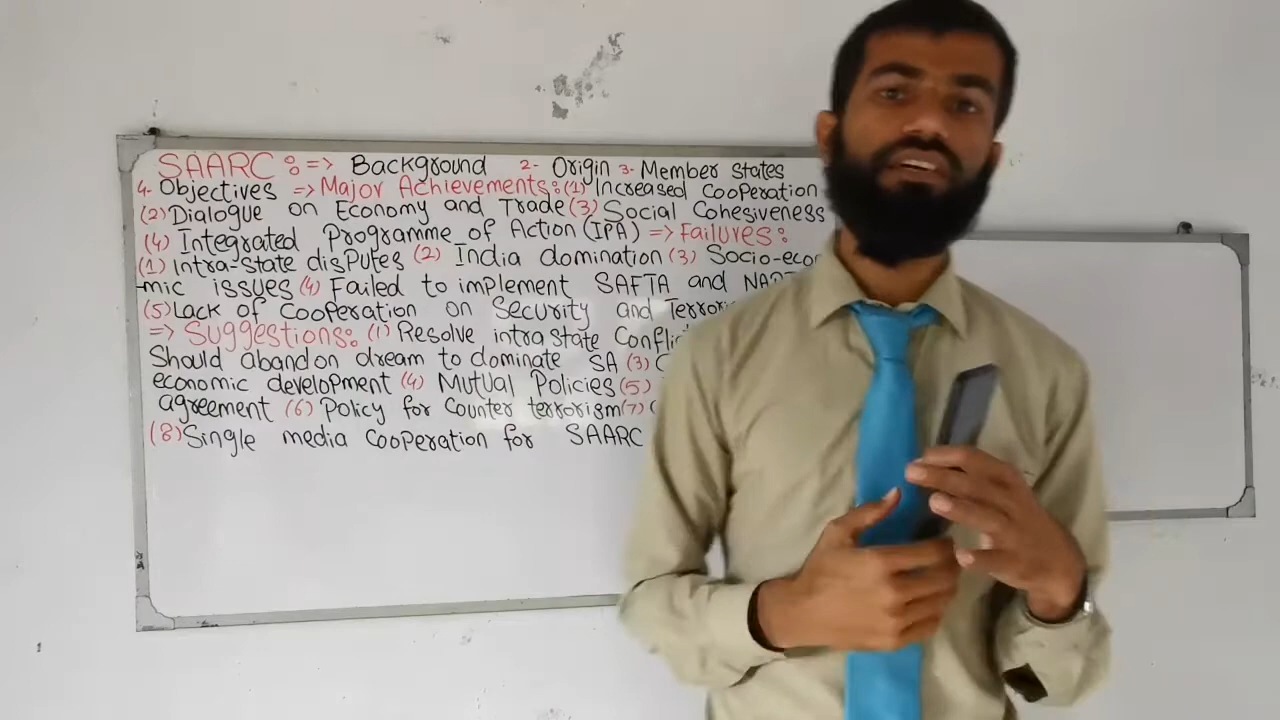 SAARC :=> Background 2- Origin 3- Member states
4- Objectives => Major Achievements:(1) Increased Cooperation
(2) Dialogue on Economy and Trade (3) Social Cohesiveness
(4) Integrated Programme of Action (IPA) => Failures:
(1) Intra-state disputes (2) India domination (3) Socio-eco
mic issues (4) Failed to implement SAFTA and
(5) Lack of Cooperation on Security and
=> Suggestions: (1) Resolve intra state
Should abandon dream to dominate SA (3)
economic development (4) Mutual Policies (5)
agreement (6) Policy for Counter terrorism (7)
(8) Single media cooperation for SAARC